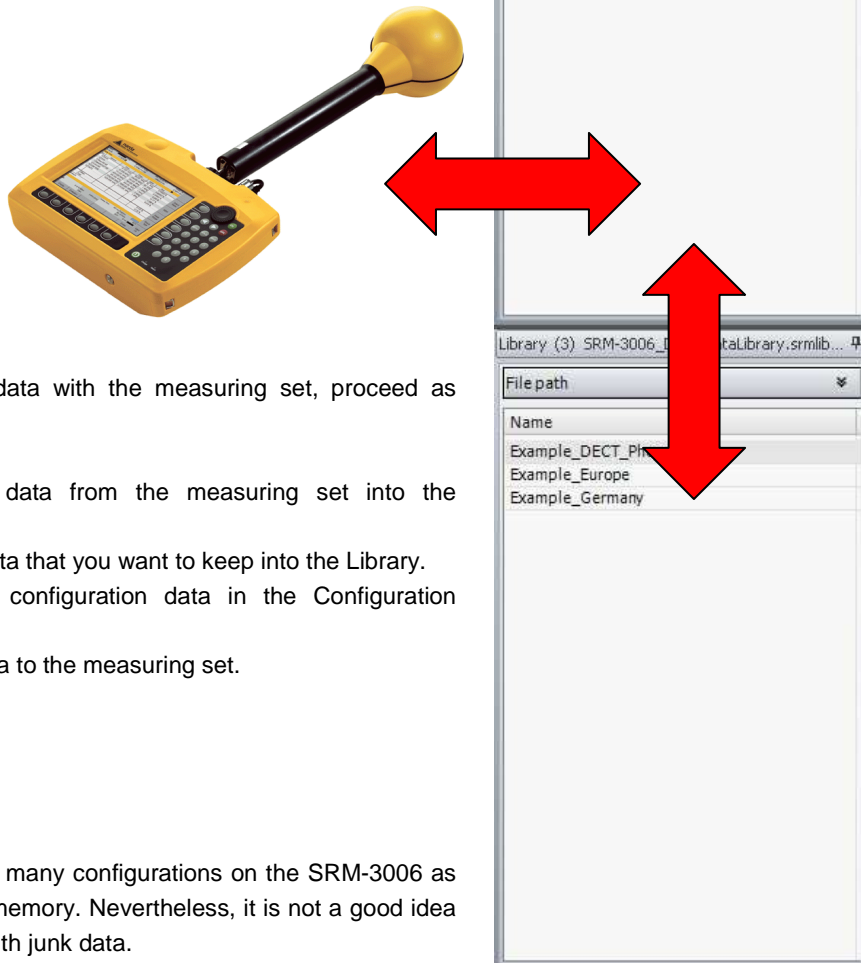 Library (3) SRM-3006_D taLibrary.srmlib...
File path
Name
Example_DECT_Ph
Example_Europe
Example_Germany
data with the measuring set, proceed as
data from the measuring set into the
ta that you want to keep into the Library.
configuration data in the Configuration
a to the measuring set.
many configurations on the SRM-3006 as
memory. Nevertheless, it is not a good idea
th junk data.